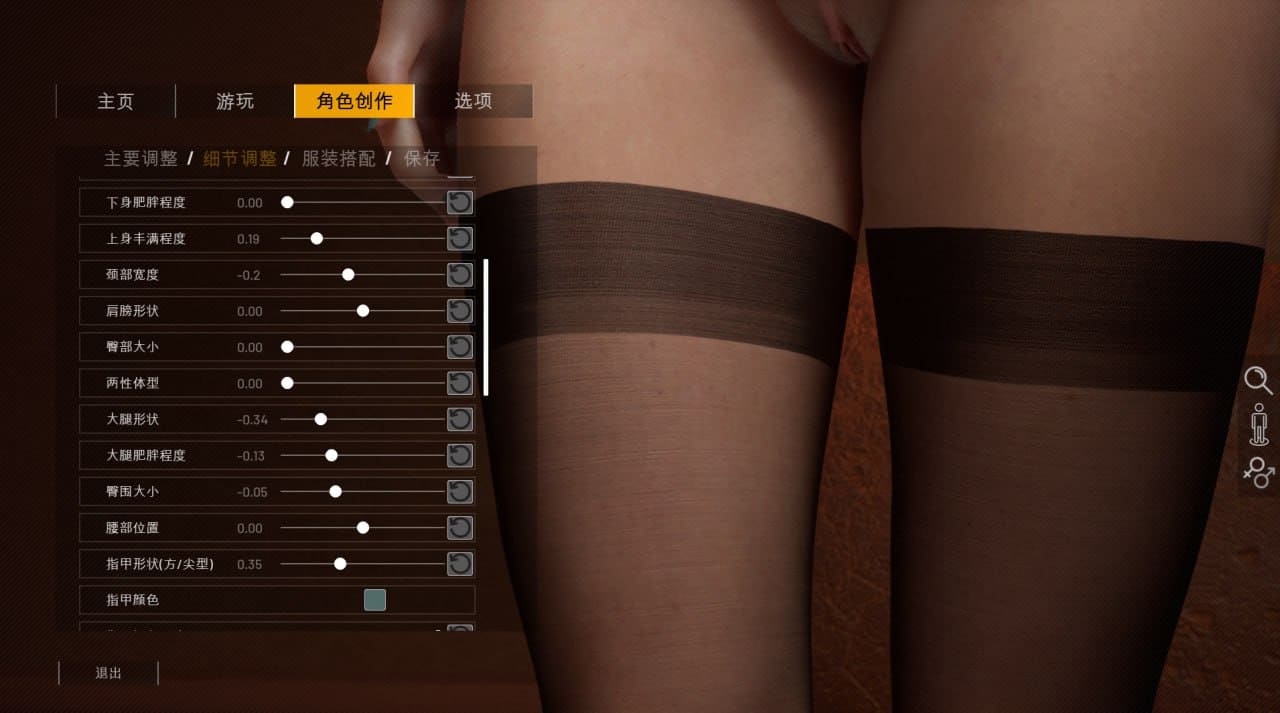 主页 游玩 角色创作 选项
主要调整 / 细节调整 / 服装搭配 / 保存
下身肥胖程度 0.00
上身丰满程度 0.19
颈部宽度 -0.2
肩膀形状 0.00
臀部大小 0.00
两性体型 0.00
大腿形状 -0.34
大腿肥胖程度 -0.13
臀围大小 -0.05
腰部位置 0.00
指甲形状(方/尖型) 0.35
指甲颜色
退出